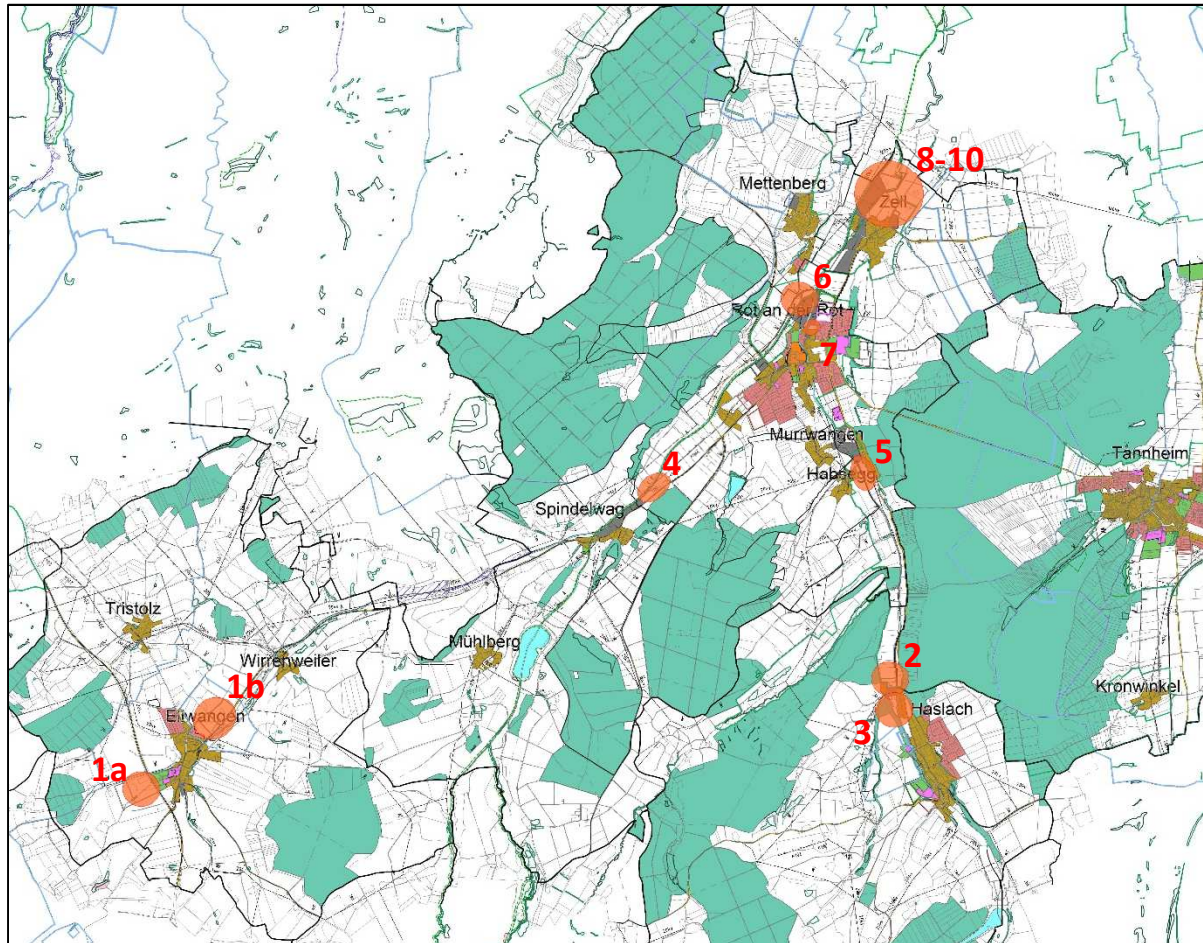 8-10
Mettenberg
Zell
6
Rot an der Rot
7
Murrwangen
5
Habsegg
Tannheim
4
Spindelwag
Tristolz
Mühlberg
Wirrenweiler
2
1b
Kronwinkel
Ellwangen
Haslach
3
1a